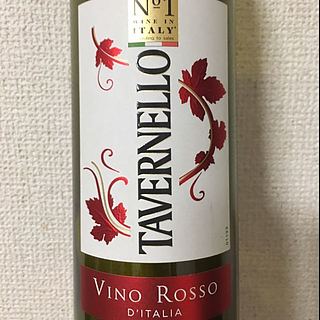 Nº1
WINE IN
ITALY
TAVERNELLO
VINO ROSSO
D'ITALIA